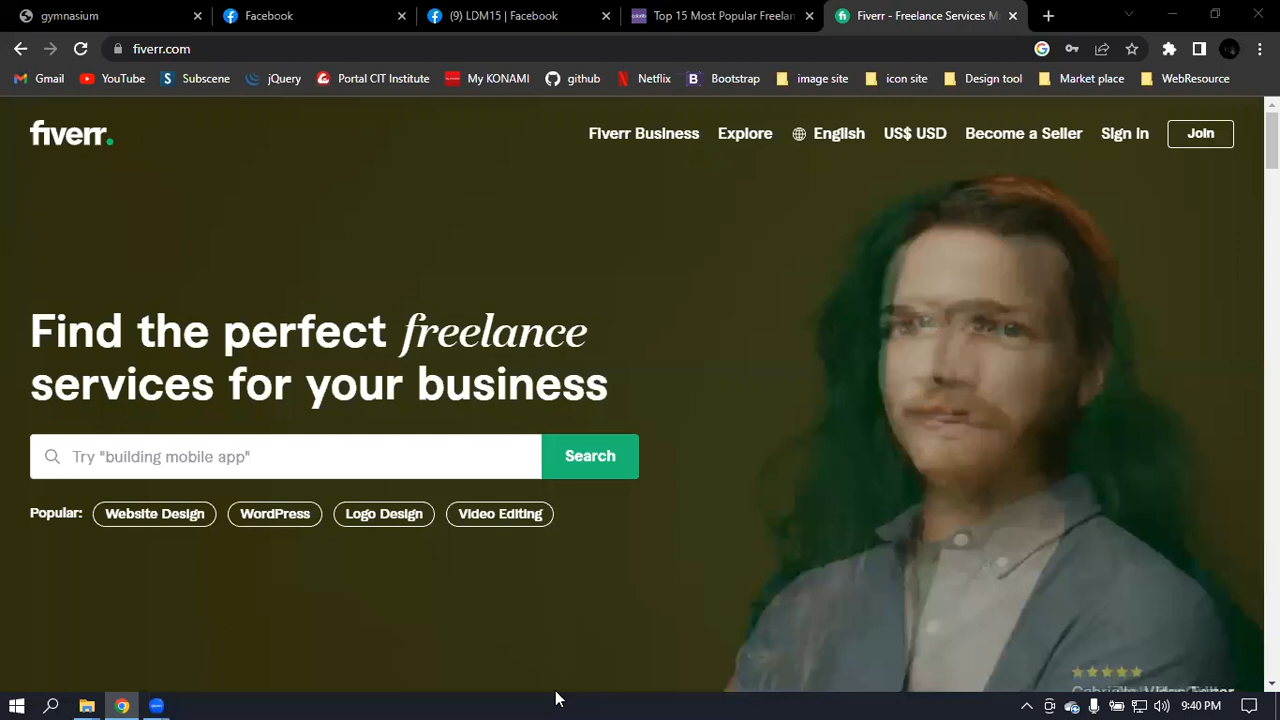 gymnasium
Facebook
(9) LDM15 | Facebook
Top 15 Most Popular Freelan
Fiverr - Freelance Services M
fiverr.com
Gmail
YouTube
Subscene
jQuery
Portal CIT Institute
My KONAMI
github
Netflix
Bootstrap
image site
icon site
Design tool
Market place
WebResource
fiverr.
Fiverr Business
Explore
English
US$ USD
Become a Seller
Sign in
Join
Find the perfect freelance
services for your business
Try "building mobile app"
Search
Popular:
Website Design
WordPress
Logo Design
Video Editing
9:40 PM